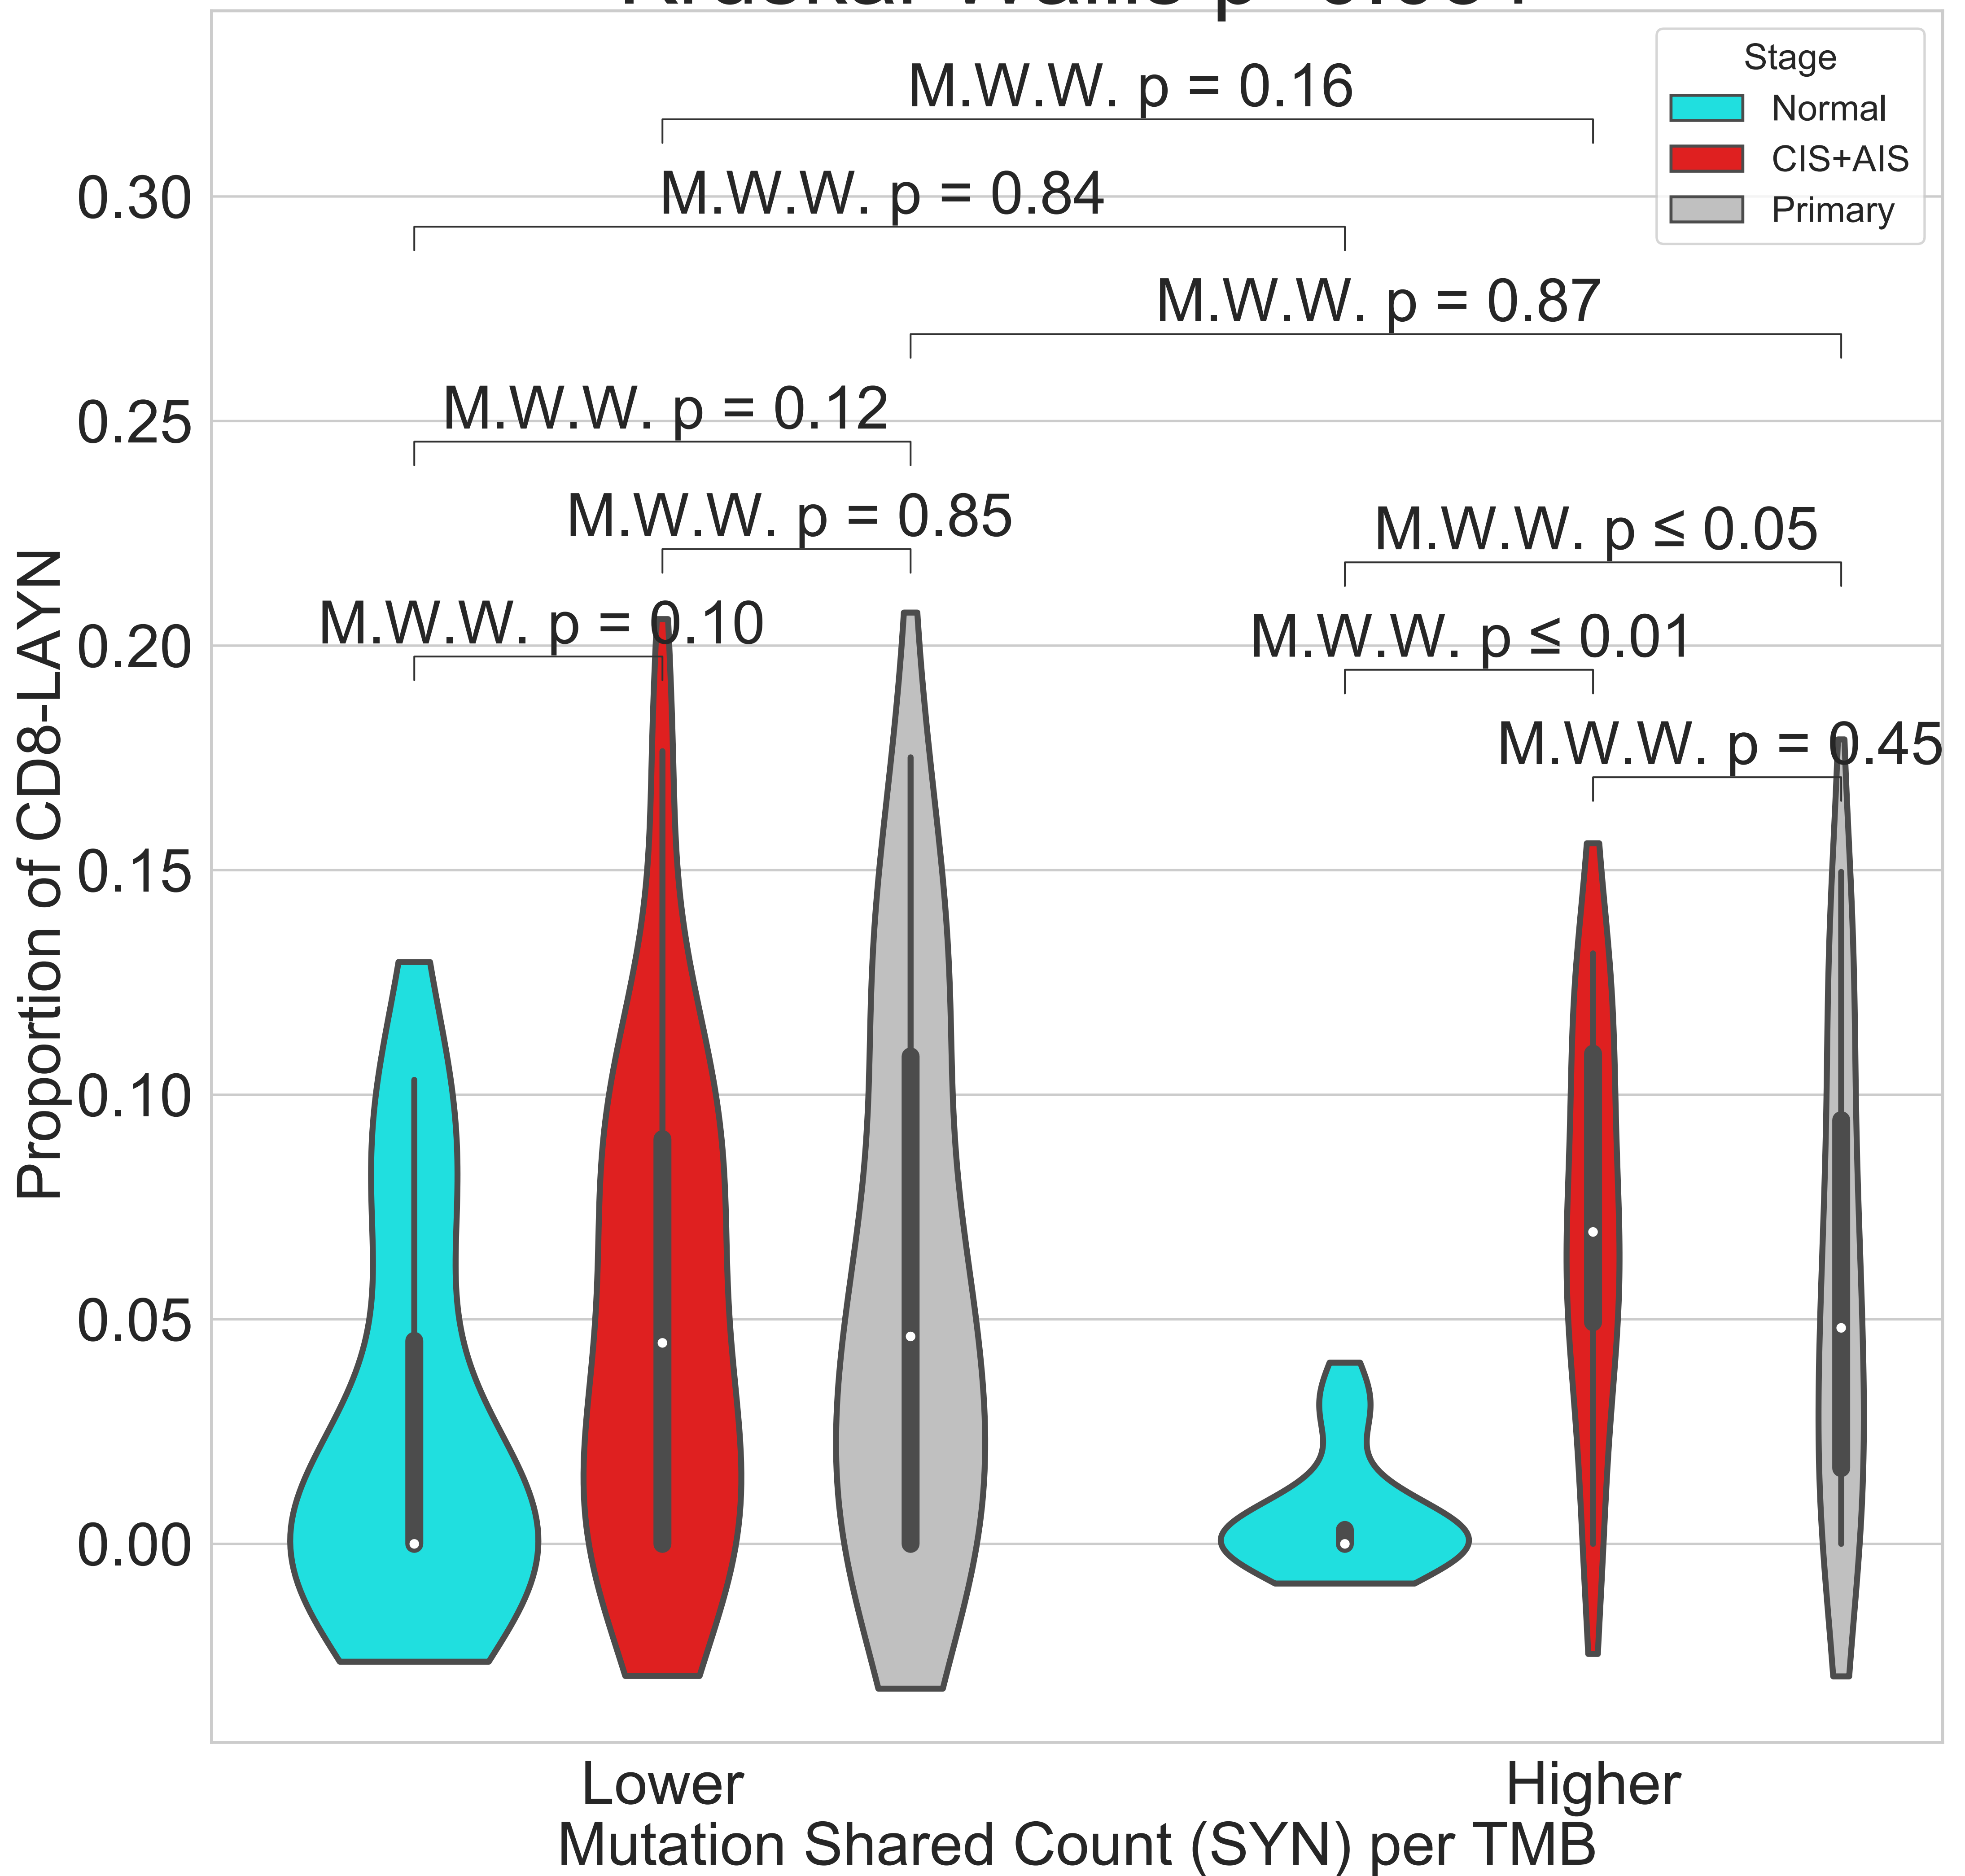 M.W.W. p = 0.16
Stage
Normal
CIS+AIS
Primary
M.W.W. p = 0.84
M.W.W. p = 0.87
M.W.W. p = 0.12
M.W.W. p = 0.85
M.W.W. p ≤ 0.05
M.W.W. p = 0.10
M.W.W. p ≤ 0.01
M.W.W. p = 0.45
Proportion of CD8-LAYN
0.30
0.25
0.20
0.15
0.10
0.05
0.00
Lower
Higher
Mutation Shared Count (SYN) per TMB